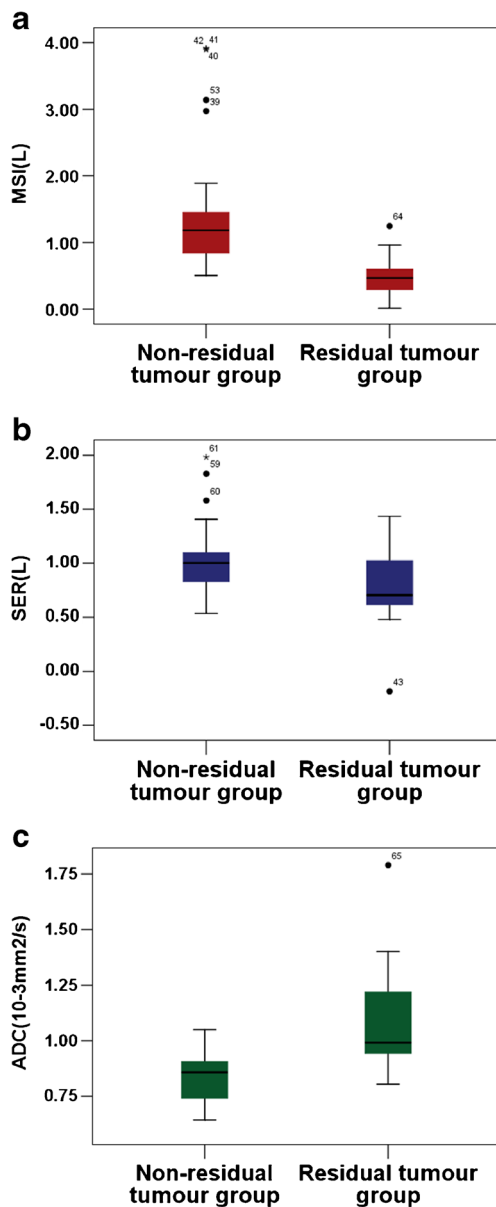 a
MSI(L)
4.00
3.00
2.00
1.00
0.00
42 41
40
53
39
64
Non-residual tumour group
Residual tumour group
b
SER(L)
2.00
1.50
1.00
0.50
0.00
-0.50
61
59
60
43
Non-residual tumour group
Residual tumour group
c
ADC(10-3mm2/s)
1.75
1.50
1.25
1.00
0.75
65
Non-residual tumour group
Residual tumour group